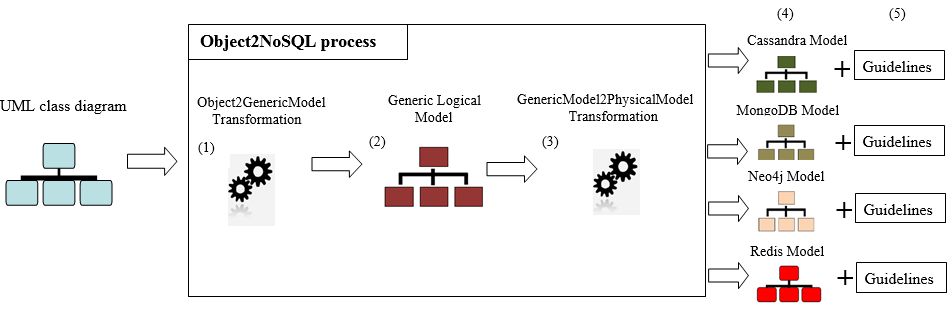 (4)
(5)
Object2NoSQL process
Cassandra Model
Guidelines
UML class diagram
Object2GenericModel
Transformation
(1)
Generic Logical
Model
(2)
GenericModel2PhysicalModel
Transformation
(3)
+
MongoDB Model
+
Guidelines
Neo4j Model
+
Guidelines
Redis Model
+
Guidelines